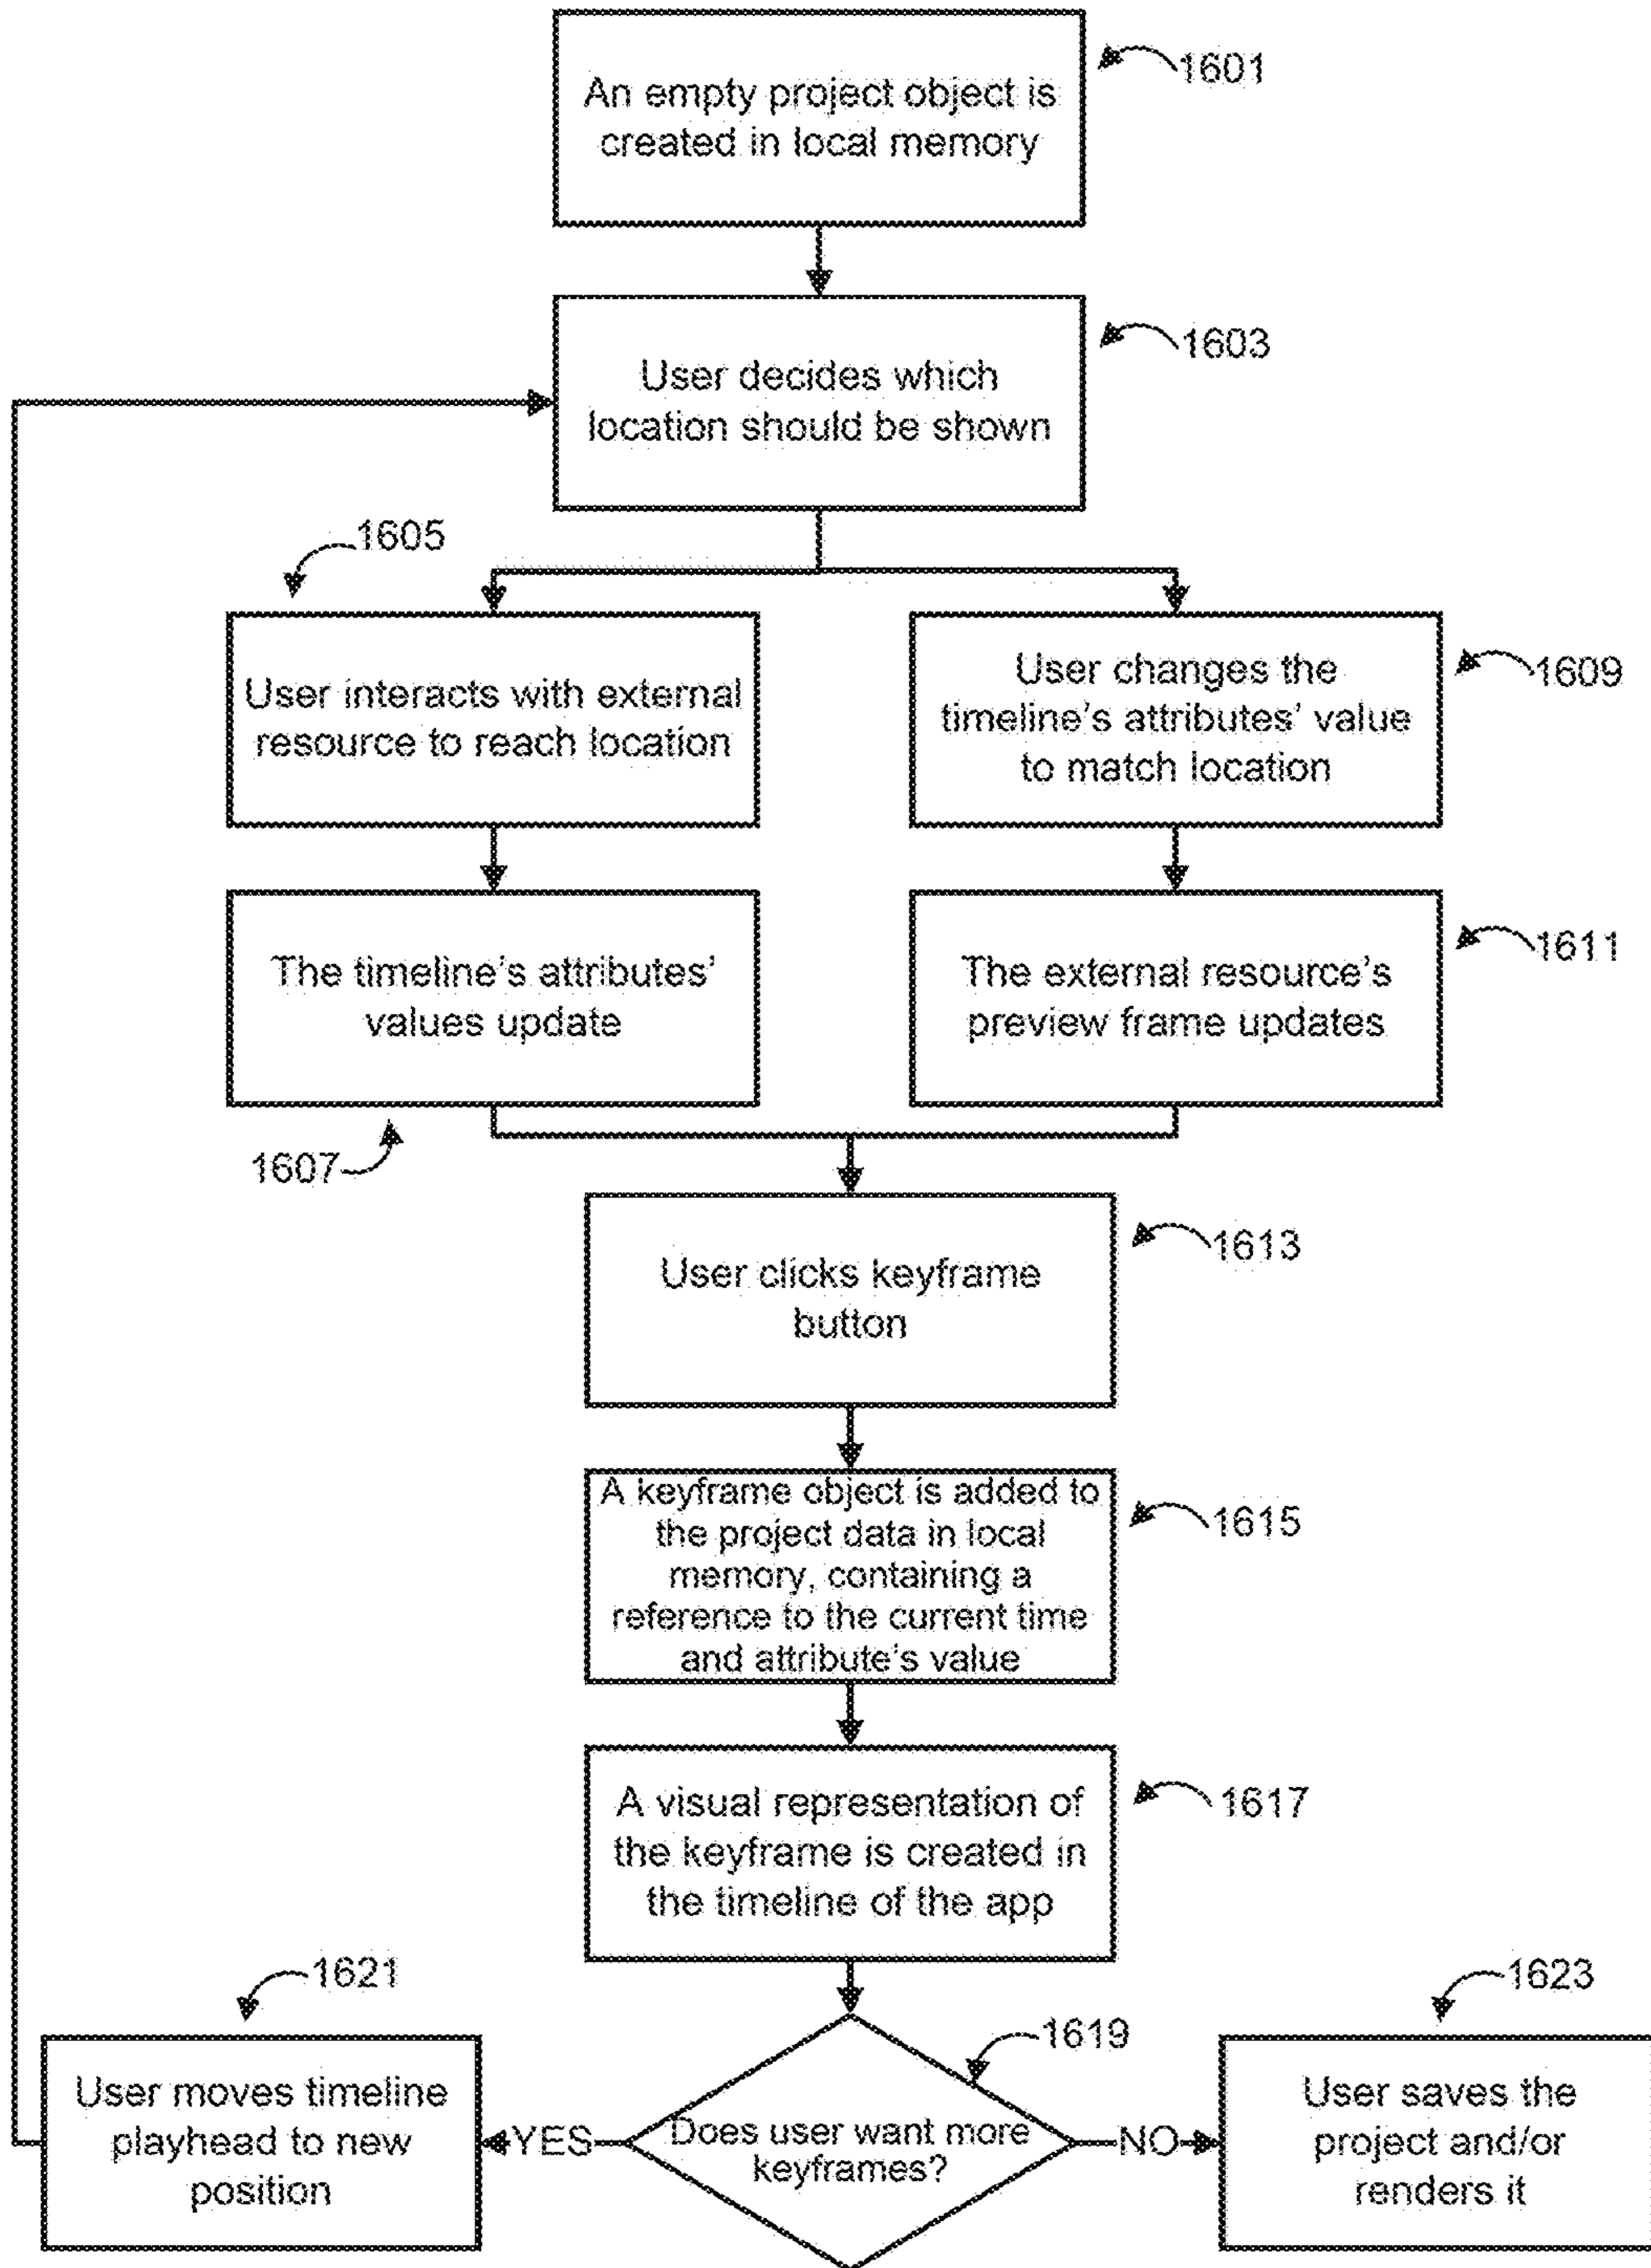 An empty project object is
created in local memory
1601
User decides which
location should be shown
1603
1605
User interacts with external
resource to reach location
User changes the
timeline's attributes' value
to match location
1609
The timeline's attributes'
values update
1607
The external resource's
preview frame updates
1611
User clicks keyframe
button
1613
A keyframe object is added to
the project data in local
memory, containing a
reference to the current time
and attribute's value
1615
A visual representation of
the keyframe is created in
the timeline of the app
1617
1619
Does user want more
keyframes?
YES
1621
User moves timeline
playhead to new
position
NO
1623
User saves the
project and/or
renders it